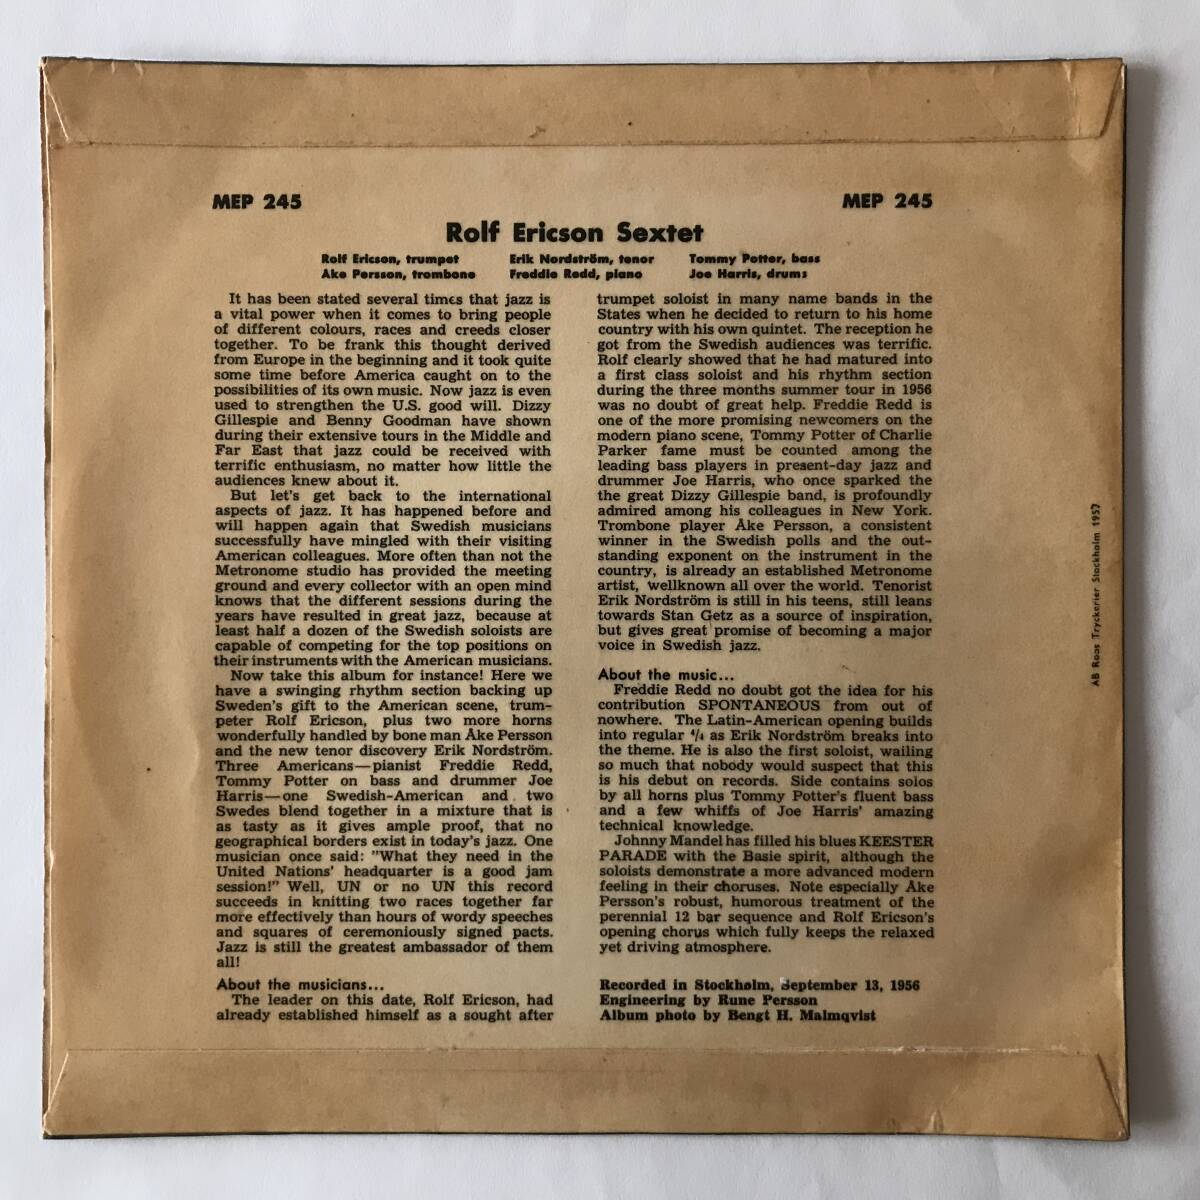 MEP 245
MEP 245
Rolf Ericson Sextet
Rolf Ericson, trumpet
Erik Nordström, tenor
Tommy Potter, bass
Åke Persson, trombone
Freddie Redd, piano
Joe Harris, drums
It has been stated several times that jazz is
a vital power when it comes to bring people
of different colours, races and creeds closer
together. To be frank this thought derived
from Europe in the beginning and it took quite
some time before America caught on to the
possibilities of its own music. Now jazz is even
used to strengthen the U.S. good will. Dizzy
Gillespie and Benny Goodman have shown
during their extensive tours in the Middle and
Far East that jazz could be received with
terrific enthusiasm, no matter how little the
audiences knew about it.
But let's get back to the international
aspects of jazz. It has happened before and
will happen again that Swedish musicians
successfully have mingled with their visiting
American colleagues. More often than not the
Metronome studio has provided the meeting
ground and every collector with an open mind
knows that the different sessions during the
years have resulted in great jazz, because at
least half a dozen of the Swedish soloists are
capable of competing for the top positions on
their instruments with the American musicians.
Now take this album for instance! Here we
have a swinging rhythm section backing up
Sweden's gift to the American scene, trum-
peter Rolf Ericson, plus two more horns
wonderfully handled by bone man Åke Persson
and the new tenor discovery Erik Nordström.
Three Americans—pianist Freddie Redd,
Tommy Potter on bass and drummer Joe
Harris—one Swedish-American and two
Swedes blend together in a mixture that is
as tasty as it gives ample proof, that no
geographical borders exist in today's jazz. One
musician once said: "What they need in the
United Nations' headquarter is a good jam
session!" Well, UN or no UN this record
succeeds in knitting two races together far
more effectively than hours of wordy speeches
and squares of ceremoniously signed pacts.
Jazz is still the greatest ambassador of them
all!
About the musicians...
The leader on this date, Rolf Ericson, had
already established himself as a sought after
trumpet soloist in many name bands in the
States when he decided to return to his home
country with his own quintet. The reception he
got from the Swedish audiences was terrific.
Rolf clearly showed that he had matured into
a first class soloist and his rhythm section
during the three months summer tour in 1956
was no doubt of great help. Freddie Redd is
one of the more promising newcomers on the
modern piano scene, Tommy Potter of Charlie
Parker fame must be counted among the
leading bass players in present-day jazz and
drummer Joe Harris, who once sparked the
the great Dizzy Gillespie band, is profoundly
admired among his colleagues in New York.
Trombone player Åke Persson, a consistent
winner in the Swedish polls and the out-
standing exponent on the instrument in the
country, is already an established Metronome
artist, wellknown all over the world. Tenorist
Erik Nordström is still in his teens, still leans
towards Stan Getz as a source of inspiration,
but gives great promise of becoming a major
voice in Swedish jazz.
About the music...
Freddie Redd no doubt got the idea for his
contribution SPONTANEOUS from out of
nowhere. The Latin-American opening builds
into regular 4/4 as Erik Nordström breaks into
the theme. He is also the first soloist, wailing
so much that nobody would suspect that this
is his debut on records. Side contains solos
by all horns plus Tommy Potter's fluent bass
and a few whiffs of Joe Harris' amazing
technical knowledge.
Johnny Mandel has filled his blues KEESTER
PARADE with the Basie spirit, although the
soloists demonstrate a more advanced modern
feeling in their choruses. Note especially Åke
Persson's robust, humorous treatment of the
perennial 12 bar sequence and Rolf Ericson's
opening chorus which fully keeps the relaxed
yet driving atmosphere.
Recorded in Stockholm, September 13, 1956
Engineering by Rune Persson
Album photo by Bengt H. Malmqvist
AB Roos Tryckerier Stockholm 1957